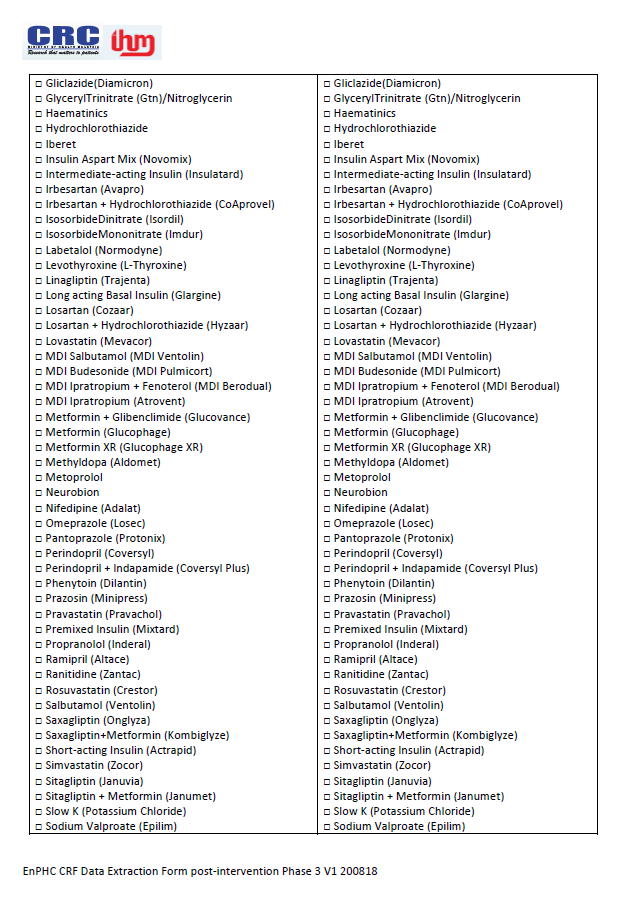 CRC
MINISTRY OF HEALTH MALAYSIA
Research that matters to patients
ihm
□ Gliclazide(Diamicron)
□ GlycerylTrinitrate (Gtn)/Nitroglycerin
□ Haematinics
□ Hydrochlorothiazide
□ Iberet
□ Insulin Aspart Mix (Novomix)
□ Intermediate-acting Insulin (Insulatard)
□ Irbesartan (Avapro)
□ Irbesartan + Hydrochlorothiazide (CoAprovel)
□ IsosorbideDinitrate (Isordil)
□ IsosorbideMononitrate (Imdur)
□ Labetalol (Normodyne)
□ Levothyroxine (L-Thyroxine)
□ Linagliptin (Trajenta)
□ Long acting Basal Insulin (Glargine)
□ Losartan (Cozaar)
□ Losartan + Hydrochlorothiazide (Hyzaar)
□ Lovastatin (Mevacor)
□ MDI Salbutamol (MDI Ventolin)
□ MDI Budesonide (MDI Pulmicort)
□ MDI Ipratropium + Fenoterol (MDI Berodual)
□ MDI Ipratropium (Atrovent)
□ Metformin + Glibenclimide (Glucovance)
□ Metformin (Glucophage)
□ Metformin XR (Glucophage XR)
□ Methyldopa (Aldomet)
□ Metoprolol
□ Neurobion
□ Nifedipine (Adalat)
□ Omeprazole (Losec)
□ Pantoprazole (Protonix)
□ Perindopril (Coversyl)
□ Perindopril + Indapamide (Coversyl Plus)
□ Phenytoin (Dilantin)
□ Prazosin (Minipress)
□ Pravastatin (Pravachol)
□ Premixed Insulin (Mixtard)
□ Propranolol (Inderal)
□ Ramipril (Altace)
□ Ranitidine (Zantac)
□ Rosuvastatin (Crestor)
□ Salbutamol (Ventolin)
□ Saxagliptin (Onglyza)
□ Saxagliptin+Metformin (Kombiglyze)
□ Short-acting Insulin (Actrapid)
□ Simvastatin (Zocor)
□ Sitagliptin (Januvia)
□ Sitagliptin + Metformin (Janumet)
□ Slow K (Potassium Chloride)
□ Sodium Valproate (Epilim)
□ Gliclazide(Diamicron)
□ GlycerylTrinitrate (Gtn)/Nitroglycerin
□ Haematinics
□ Hydrochlorothiazide
□ Iberet
□ Insulin Aspart Mix (Novomix)
□ Intermediate-acting Insulin (Insulatard)
□ Irbesartan (Avapro)
□ Irbesartan + Hydrochlorothiazide (CoAprovel)
□ IsosorbideDinitrate (Isordil)
□ IsosorbideMononitrate (Imdur)
□ Labetalol (Normodyne)
□ Levothyroxine (L-Thyroxine)
□ Linagliptin (Trajenta)
□ Long acting Basal Insulin (Glargine)
□ Losartan (Cozaar)
□ Losartan + Hydrochlorothiazide (Hyzaar)
□ Lovastatin (Mevacor)
□ MDI Salbutamol (MDI Ventolin)
□ MDI Budesonide (MDI Pulmicort)
□ MDI Ipratropium + Fenoterol (MDI Berodual)
□ MDI Ipratropium (Atrovent)
□ Metformin + Glibenclimide (Glucovance)
□ Metformin (Glucophage)
□ Metformin XR (Glucophage XR)
□ Methyldopa (Aldomet)
□ Metoprolol
□ Neurobion
□ Nifedipine (Adalat)
□ Omeprazole (Losec)
□ Pantoprazole (Protonix)
□ Perindopril (Coversyl)
□ Perindopril + Indapamide (Coversyl Plus)
□ Phenytoin (Dilantin)
□ Prazosin (Minipress)
□ Pravastatin (Pravachol)
□ Premixed Insulin (Mixtard)
□ Propranolol (Inderal)
□ Ramipril (Altace)
□ Ranitidine (Zantac)
□ Rosuvastatin (Crestor)
□ Salbutamol (Ventolin)
□ Saxagliptin (Onglyza)
□ Saxagliptin+Metformin (Kombiglyze)
□ Short-acting Insulin (Actrapid)
□ Simvastatin (Zocor)
□ Sitagliptin (Januvia)
□ Sitagliptin + Metformin (Janumet)
□ Slow K (Potassium Chloride)
□ Sodium Valproate (Epilim)
EnPHC CRF Data Extraction Form post-intervention Phase 3 V1 200818